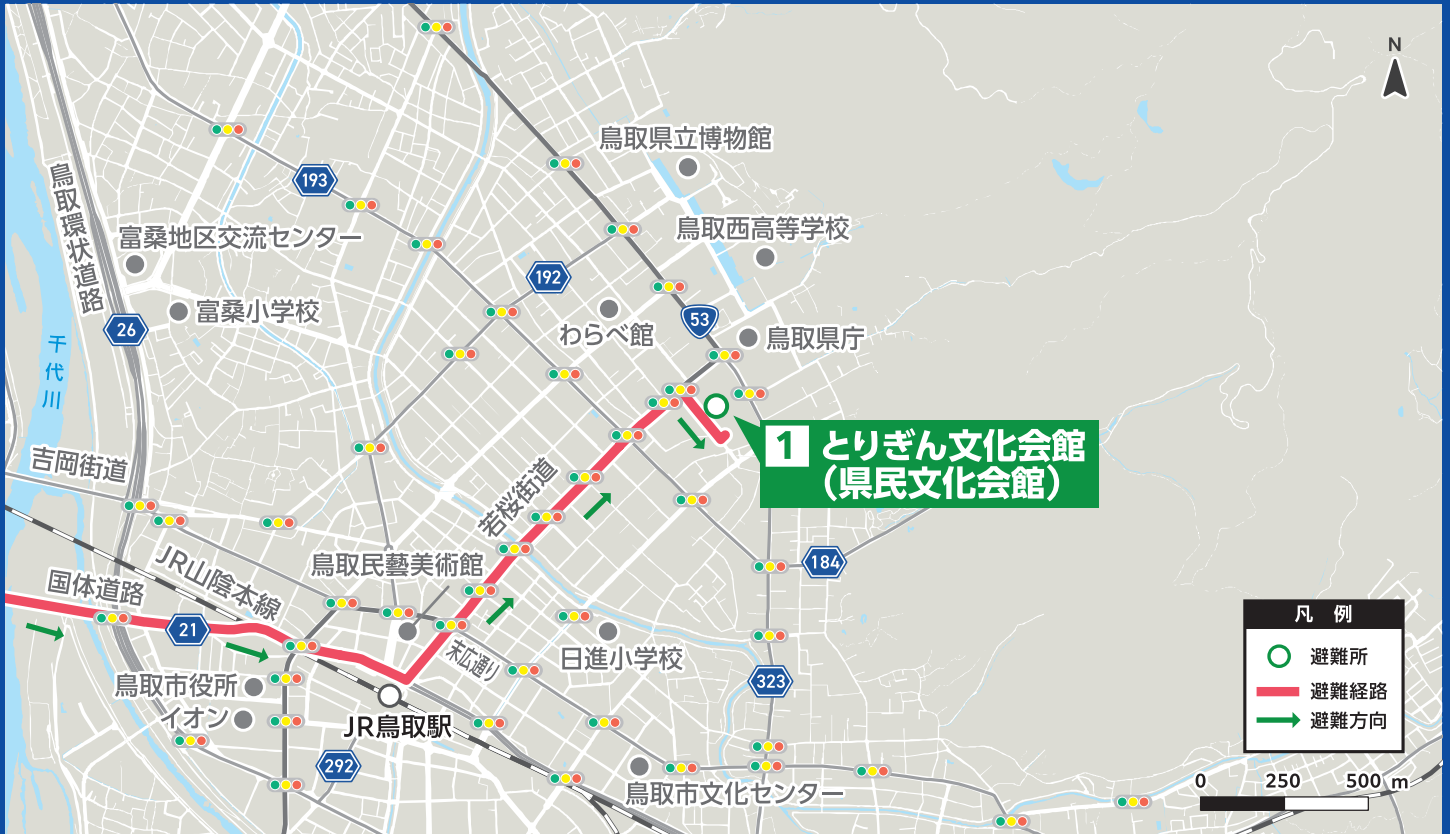 N
鳥取県立博物館
193
鳥取環状道路
鳥取西高等学校
富桑地区交流センター
192
富桑小学校
わらべ館
53
鳥取県庁
26
千代川
1 とりぎん文化会館
（県民文化会館）
吉岡街道
若桜街道
JR山陰本線
鳥取民藝美術館
184
国体道路
21
末広通り
日進小学校
323
鳥取市役所
イオン
JR鳥取駅
292
鳥取市文化センター
凡 例
避難所
避難経路
避難方向
0 250 500 m